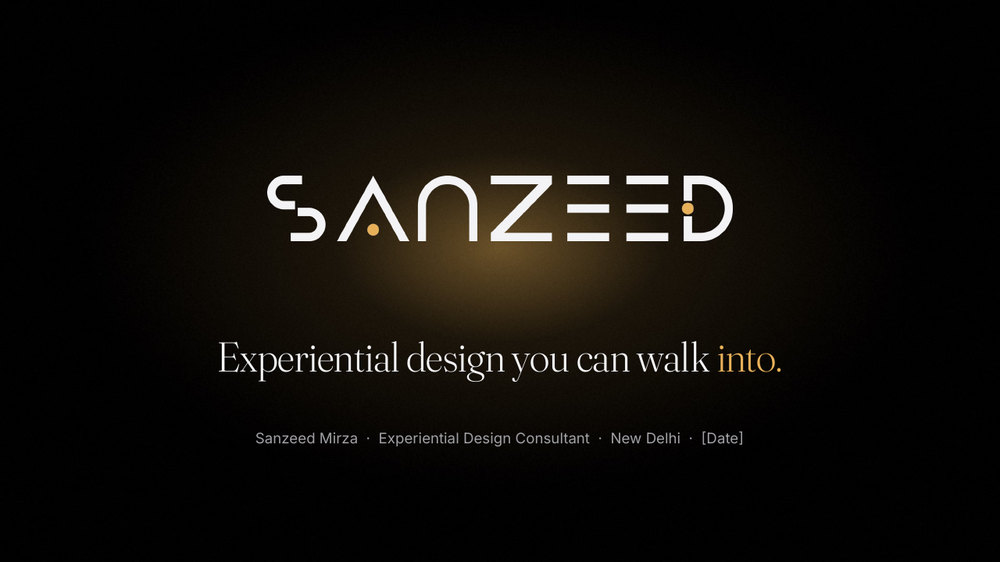 SANZEED
Experiential design you can walk into.
Sanzeed Mirza · Experiential Design Consultant · New Delhi · [Date]